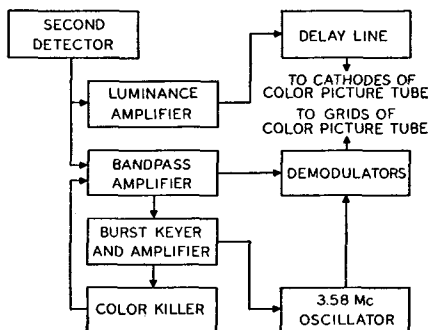 SECOND
DETECTOR
DELAY LINE
LUMINANCE
AMPLIFIER
TO CATHODES OF
COLOR PICTURE TUBE
TO GRIDS OF
COLOR PICTURE TUBE
BANDPASS
AMPLIFIER
DEMODULATORS
BURST KEYER
AND AMPLIFIER
COLOR KILLER
3.58 Mc
OSCILLATOR